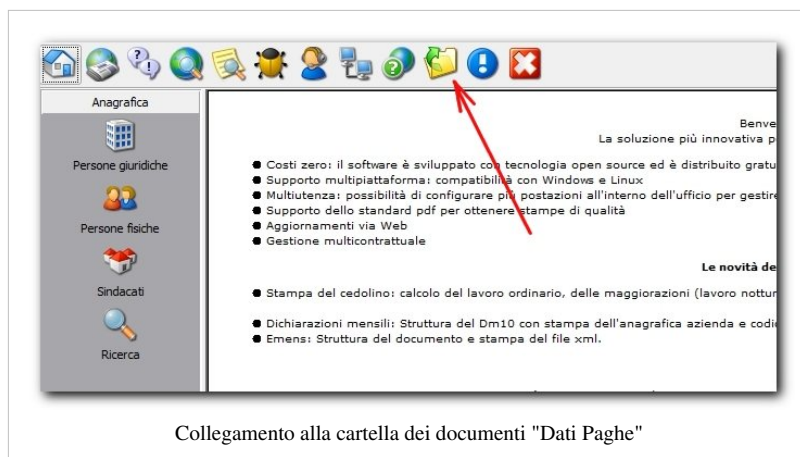 Anagrafica
Persone giuridiche
Persone fisiche
Sindacati
Ricerca
Benve
La soluzione più innovativa p
Costi zero: il software è sviluppato con tecnologia open source ed è distribuito gratu
Supporto multipiattaforma: compatibilità con Windows e Linux
Multiutenza: possibilità di configurare più postazioni all'interno dell'ufficio per gestire
Supporto dello standard pdf per ottenere stampe di qualità
Aggiornamenti via Web
Gestione multicontrattuale
Le novità de
Stampa del cedolino: calcolo del lavoro ordinario, delle maggiorazioni (lavoro nottur
Dichiarazioni mensili: Struttura del Dm10 con stampa dell'anagrafica azienda e codi
Emens: Struttura del documento e stampa del file xml.
Collegamento alla cartella dei documenti "Dati Paghe"